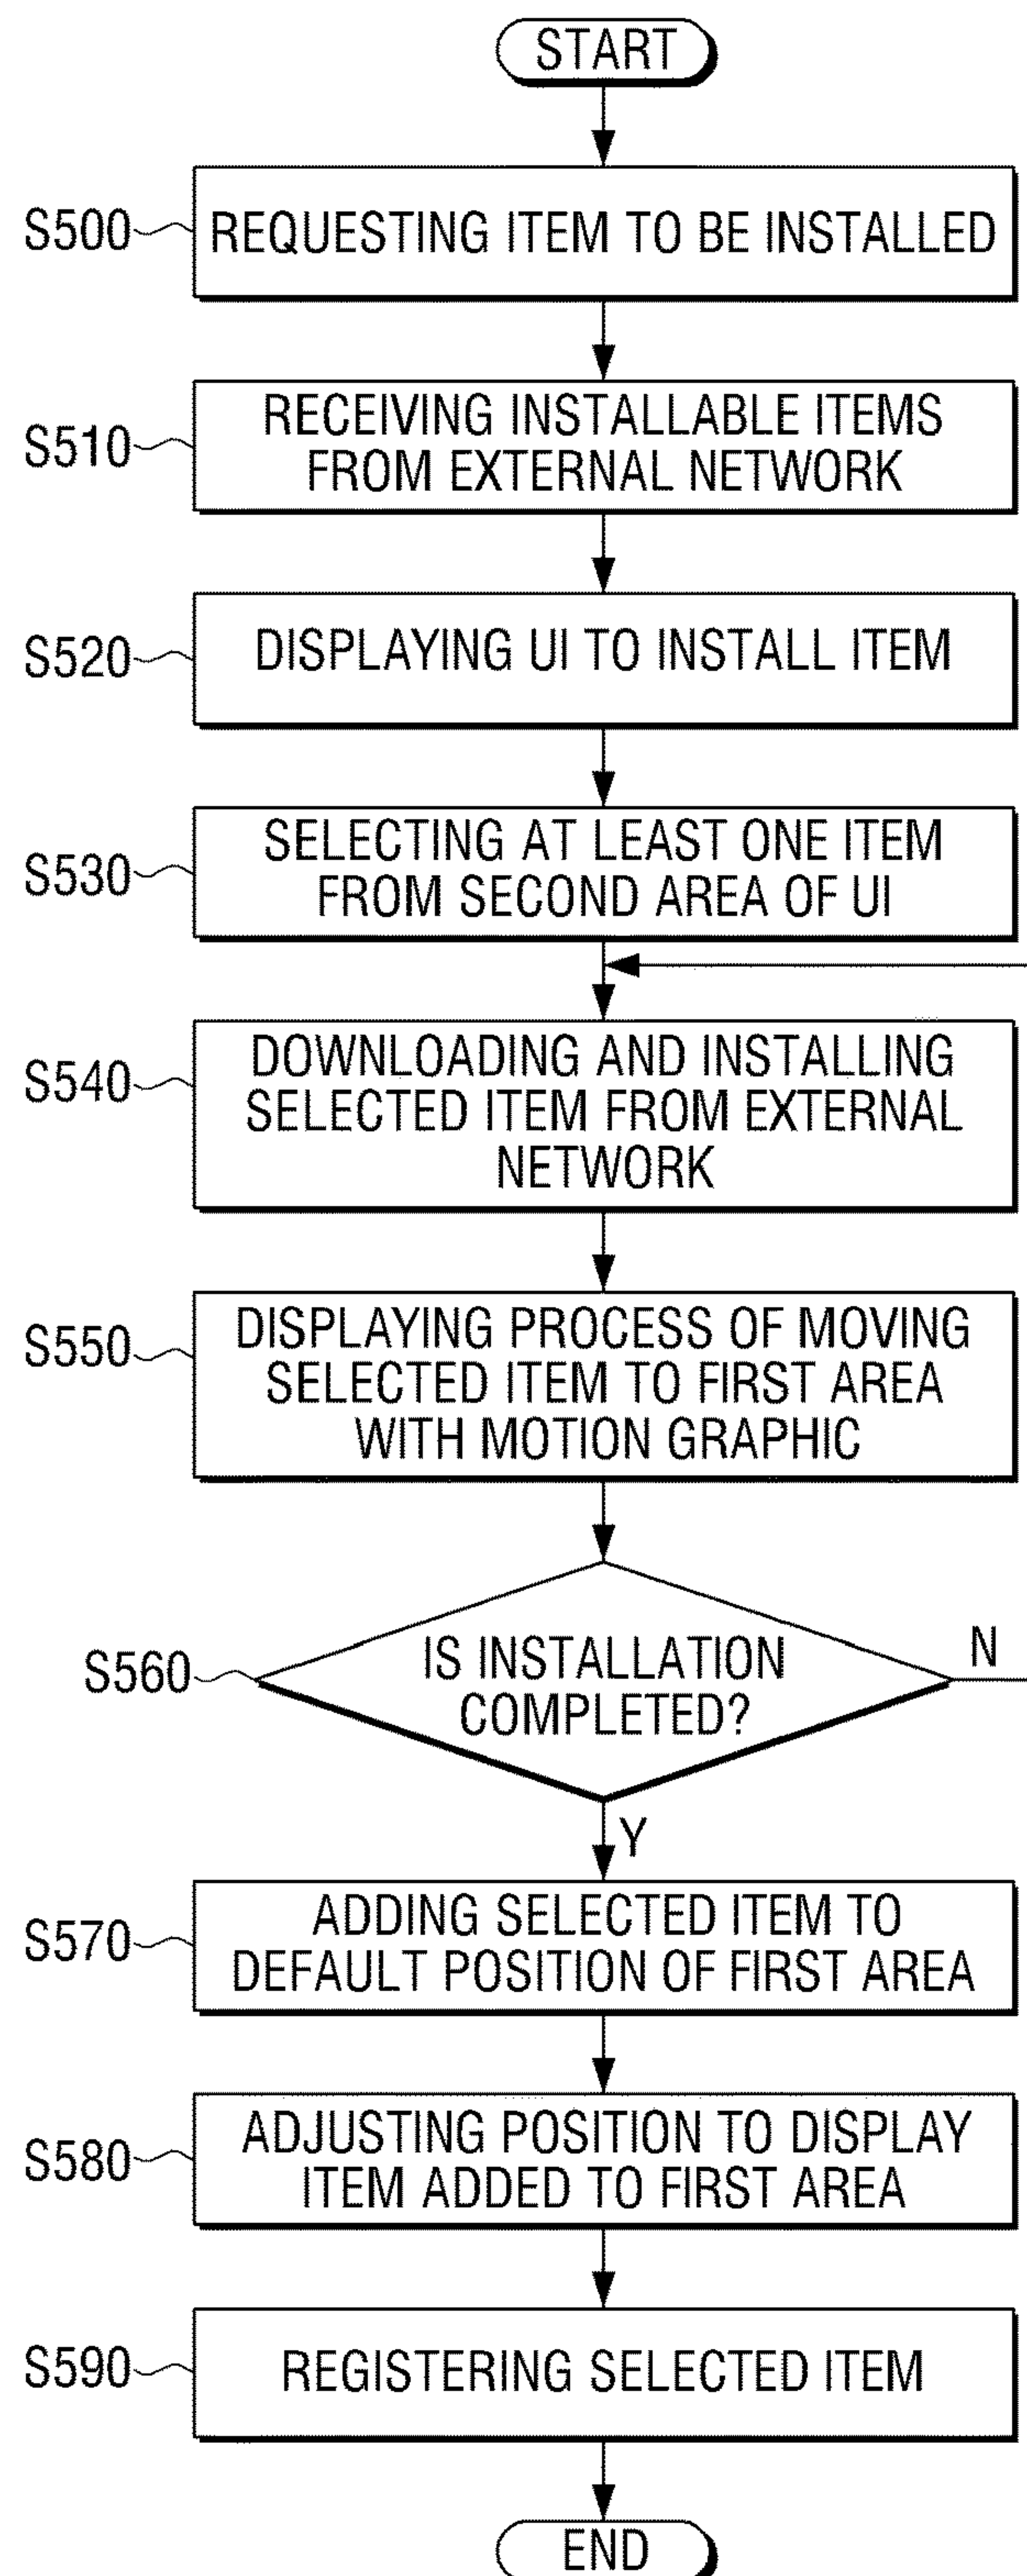 START
S500
REQUESTING ITEM TO BE INSTALLED
S510
RECEIVING INSTALLABLE ITEMS
FROM EXTERNAL NETWORK
S520
DISPLAYING UI TO INSTALL ITEM
S530
SELECTING AT LEAST ONE ITEM
FROM SECOND AREA OF UI
S540
DOWNLOADING AND INSTALLING
SELECTED ITEM FROM EXTERNAL
NETWORK
S550
DISPLAYING PROCESS OF MOVING
SELECTED ITEM TO FIRST AREA
WITH MOTION GRAPHIC
S560
IS INSTALLATION
COMPLETED?
N
Y
S570
ADDING SELECTED ITEM TO
DEFAULT POSITION OF FIRST AREA
S580
ADJUSTING POSITION TO DISPLAY
ITEM ADDED TO FIRST AREA
S590
REGISTERING SELECTED ITEM
END